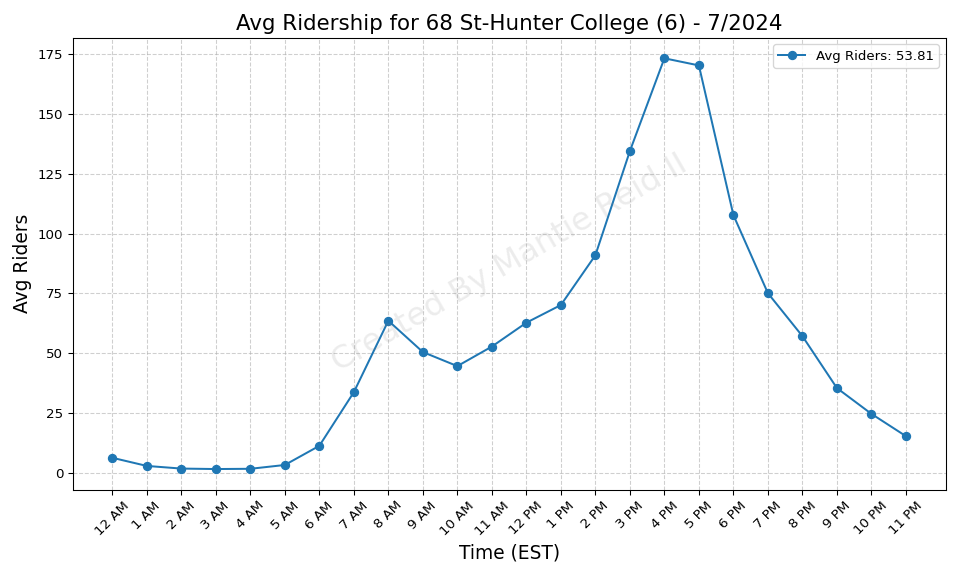 Avg Ridership for 68 St-Hunter College (6) - 7/2024
Avg Riders: 53.81
175
150
125
100
75
50
25
0
Avg Riders
Created By Mantle Reid II
12 AM
1 AM
2 AM
3 AM
4 AM
5 AM
6 AM
7 AM
8 AM
9 AM
10 AM
11 AM
12 PM
1 PM
2 PM
3 PM
4 PM
5 PM
6 PM
7 PM
8 PM
9 PM
10 PM
11 PM
Time (EST)